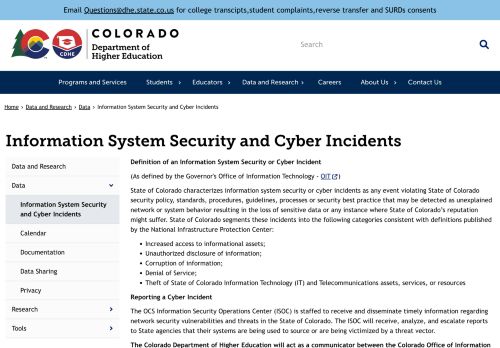 Email Questions@dhe.state.co.us for college transcipts,student complaints,reverse transfer and SURDs consents
CDHE
COLORADO
Department of
Higher Education
Search
Programs and Services Students Educators Data and Research Careers About Us Contact Us
Home › Data and Research › Data › Information System Security and Cyber Incidents
Information System Security and Cyber Incidents
Data and Research
Data
Information System Security
and Cyber Incidents
Calendar
Documentation
Data Sharing
Privacy
Research
Tools
Definition of an Information System Security or Cyber Incident
(As defined by the Governor's Office of Information Technology - OIT)
State of Colorado characterizes information system security or cyber incidents as any event violating State of Colorado
security policy, standards, procedures, guidelines, processes or security best practice that may be detected as unexplained
network or system behavior resulting in the loss of sensitive data or any instance where State of Colorado's reputation
might suffer. State of Colorado segments these incidents into the following categories consistent with definitions published
by the National Infrastructure Protection Center:
• Increased access to informational assets;
• Unauthorized disclosure of information;
• Corruption of information;
• Denial of Service;
• Theft of State of Colorado Information Technology (IT) and Telecommunications assets, services, or resources
Reporting a Cyber Incident
The OCS Information Security Operations Center (ISOC) is staffed to receive and disseminate timely information regarding
network security vulnerabilities and threats in the State of Colorado. The ISOC will receive, analyze, and escalate reports
to State agencies that their systems are being used to source or are being victimized by a threat vector.
The Colorado Department of Higher Education will act as a communicator between the Colorado Office of Information